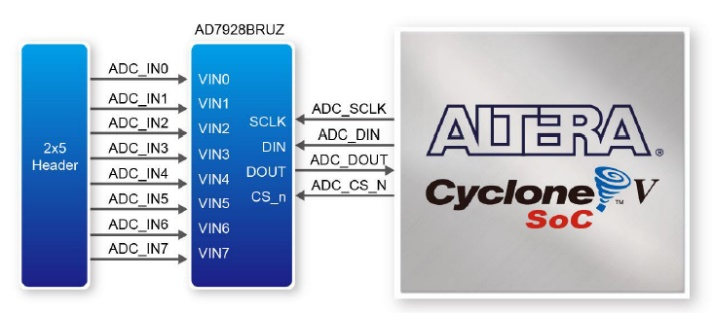 AD7928BRUZ
2x5
Header
ADC_IN0
ADC_IN1
ADC_IN2
ADC_IN3
ADC_IN4
ADC_IN5
ADC_IN6
ADC_IN7
VIN0
VIN1
VIN2
VIN3
VIN4
VIN5
VIN6
VIN7
SCLK
DIN
DOUT
CS_n
ADC_SCLK
ADC_DIN
ADC_DOUT
ADC_CS_N
ALTERA®
Cyclone™ V
SoC